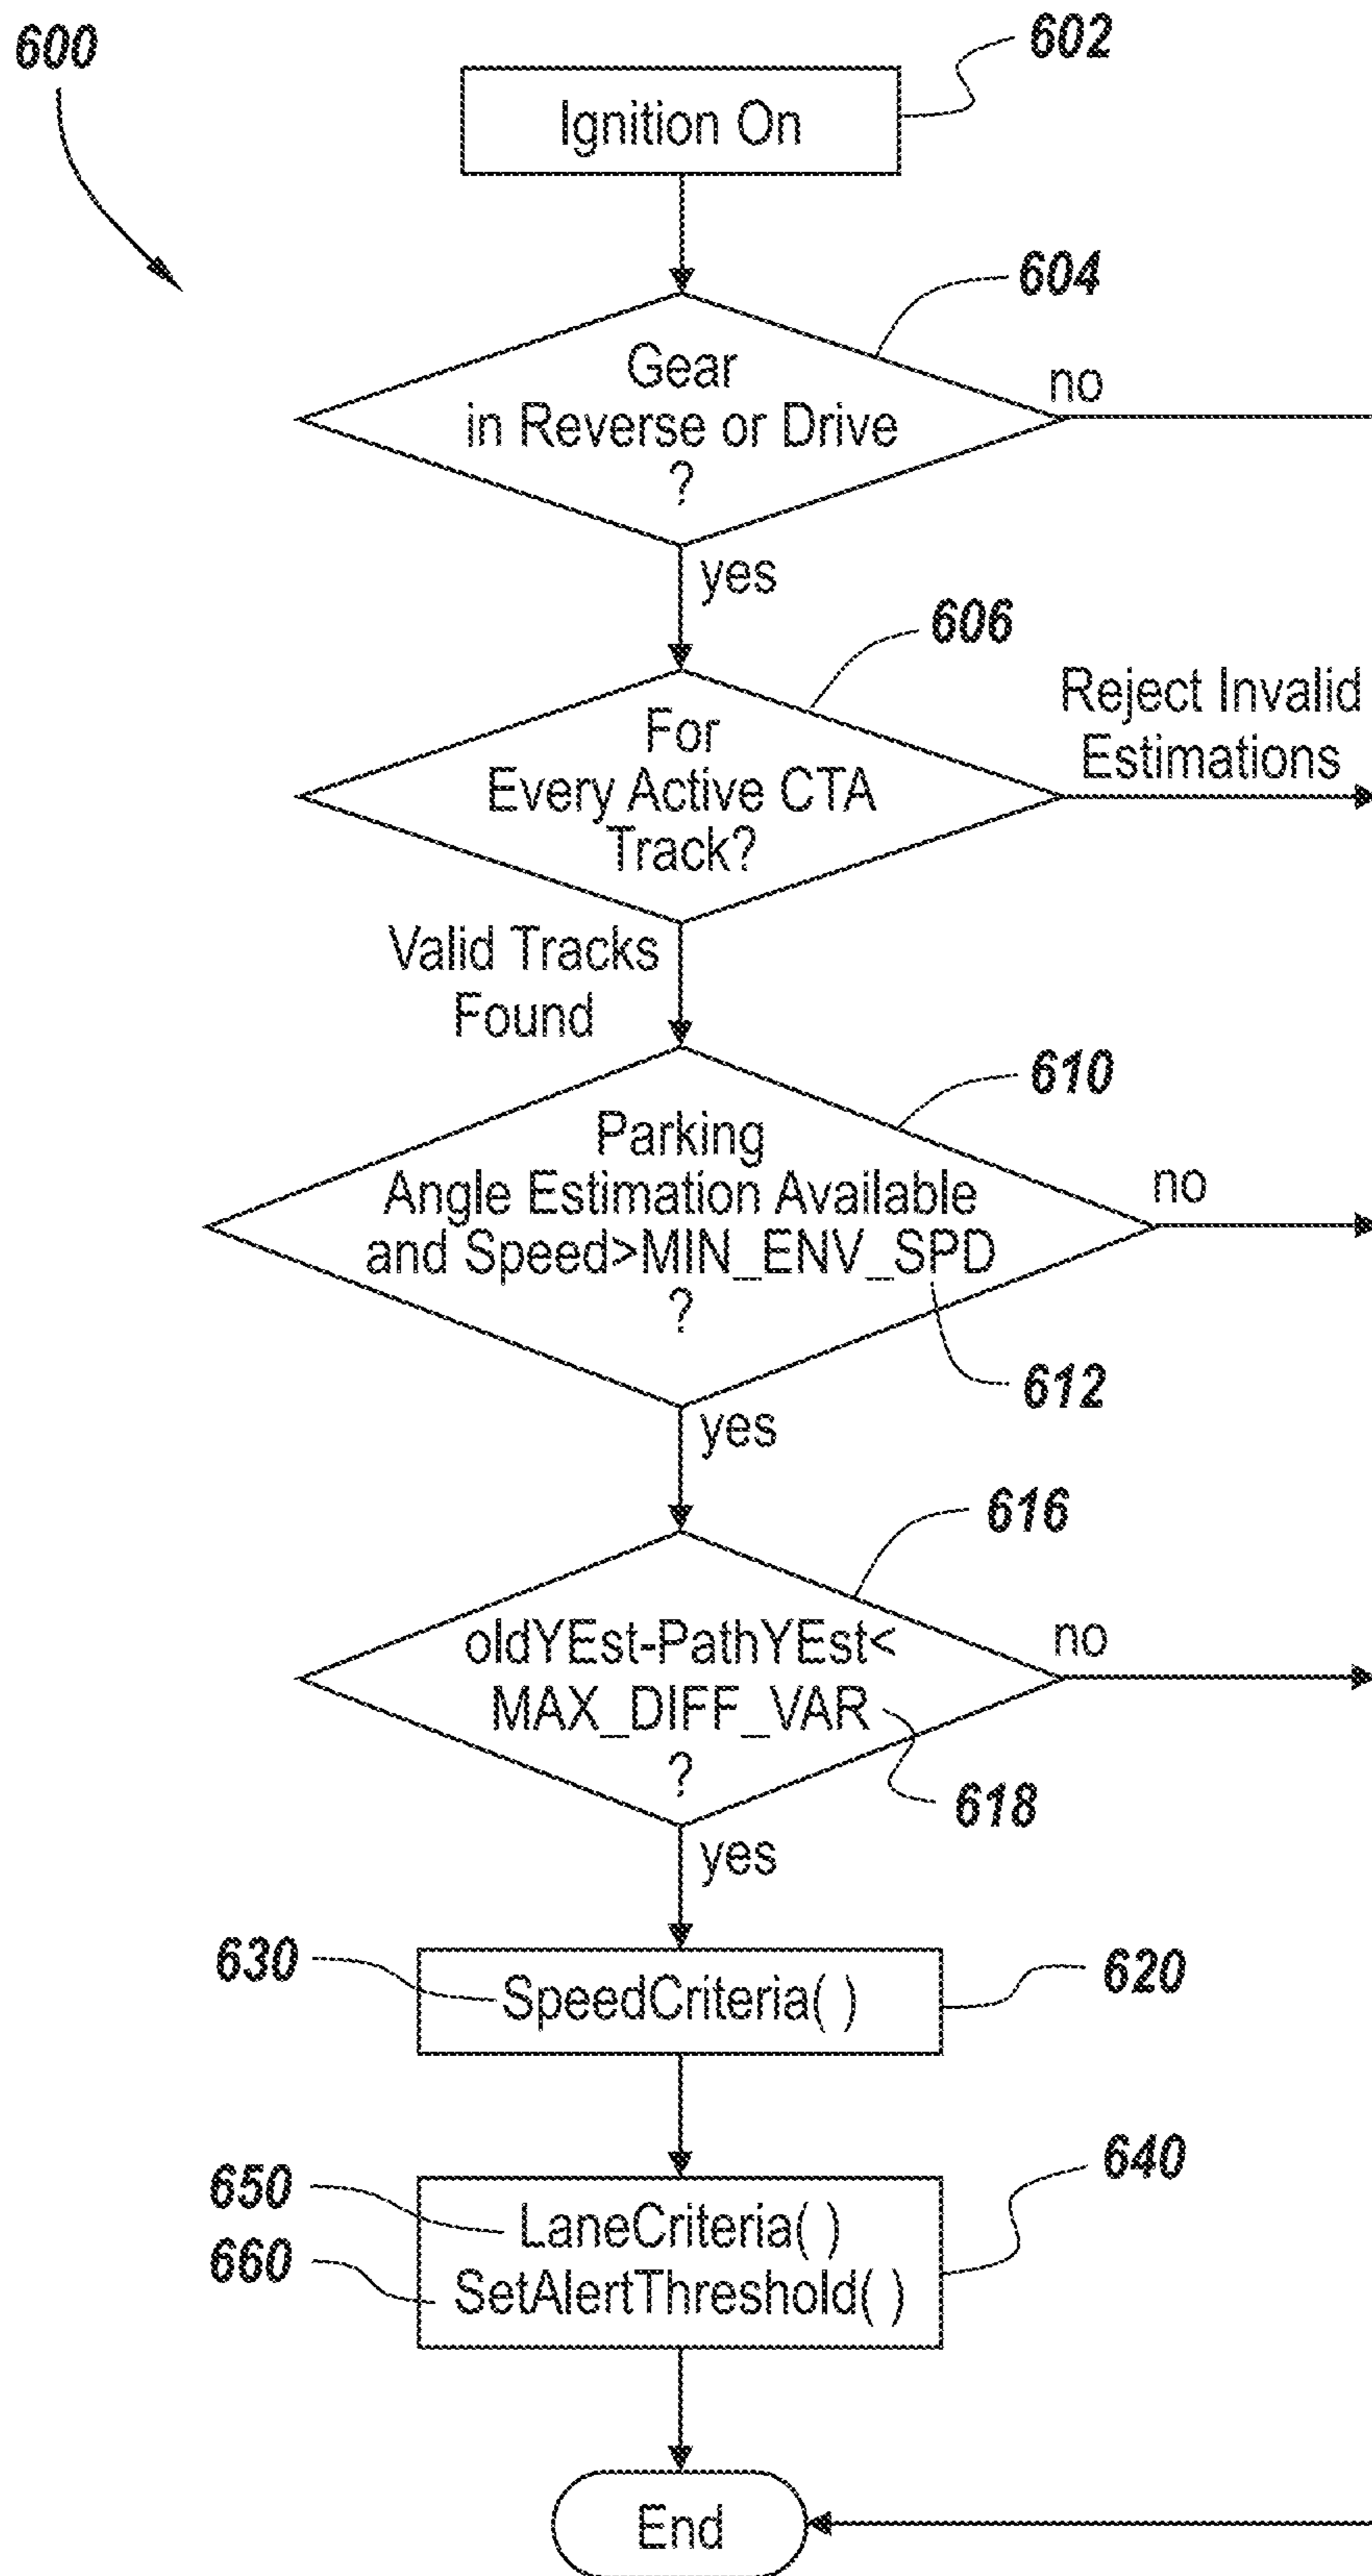 600
602
Ignition On
604
Gear
in Reverse or Drive
?
no
yes
606
For
Every Active CTA
Track?
Reject Invalid
Estimations
Valid Tracks
Found
610
Parking
Angle Estimation Available
and Speed>MIN_ENV_SPD
?
no
612
yes
616
oldYEst-PathYEst<
MAX_DIFF_VAR
?
no
618
yes
630
SpeedCriteria( )
620
650
LaneCriteria( )
640
660
SetAlertThreshold( )
End